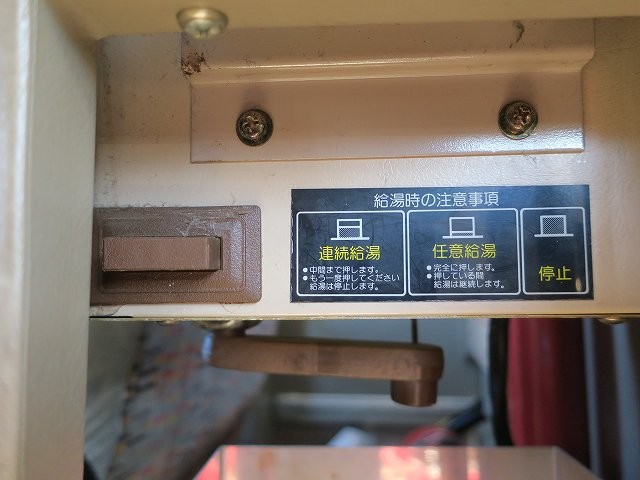 給湯時の注意事項
連続給湯
●中間まで押します。
●もう一度押してください
給湯は停止します。
任意給湯
●完全に押します。
●押している間
給湯は継続します。
停止